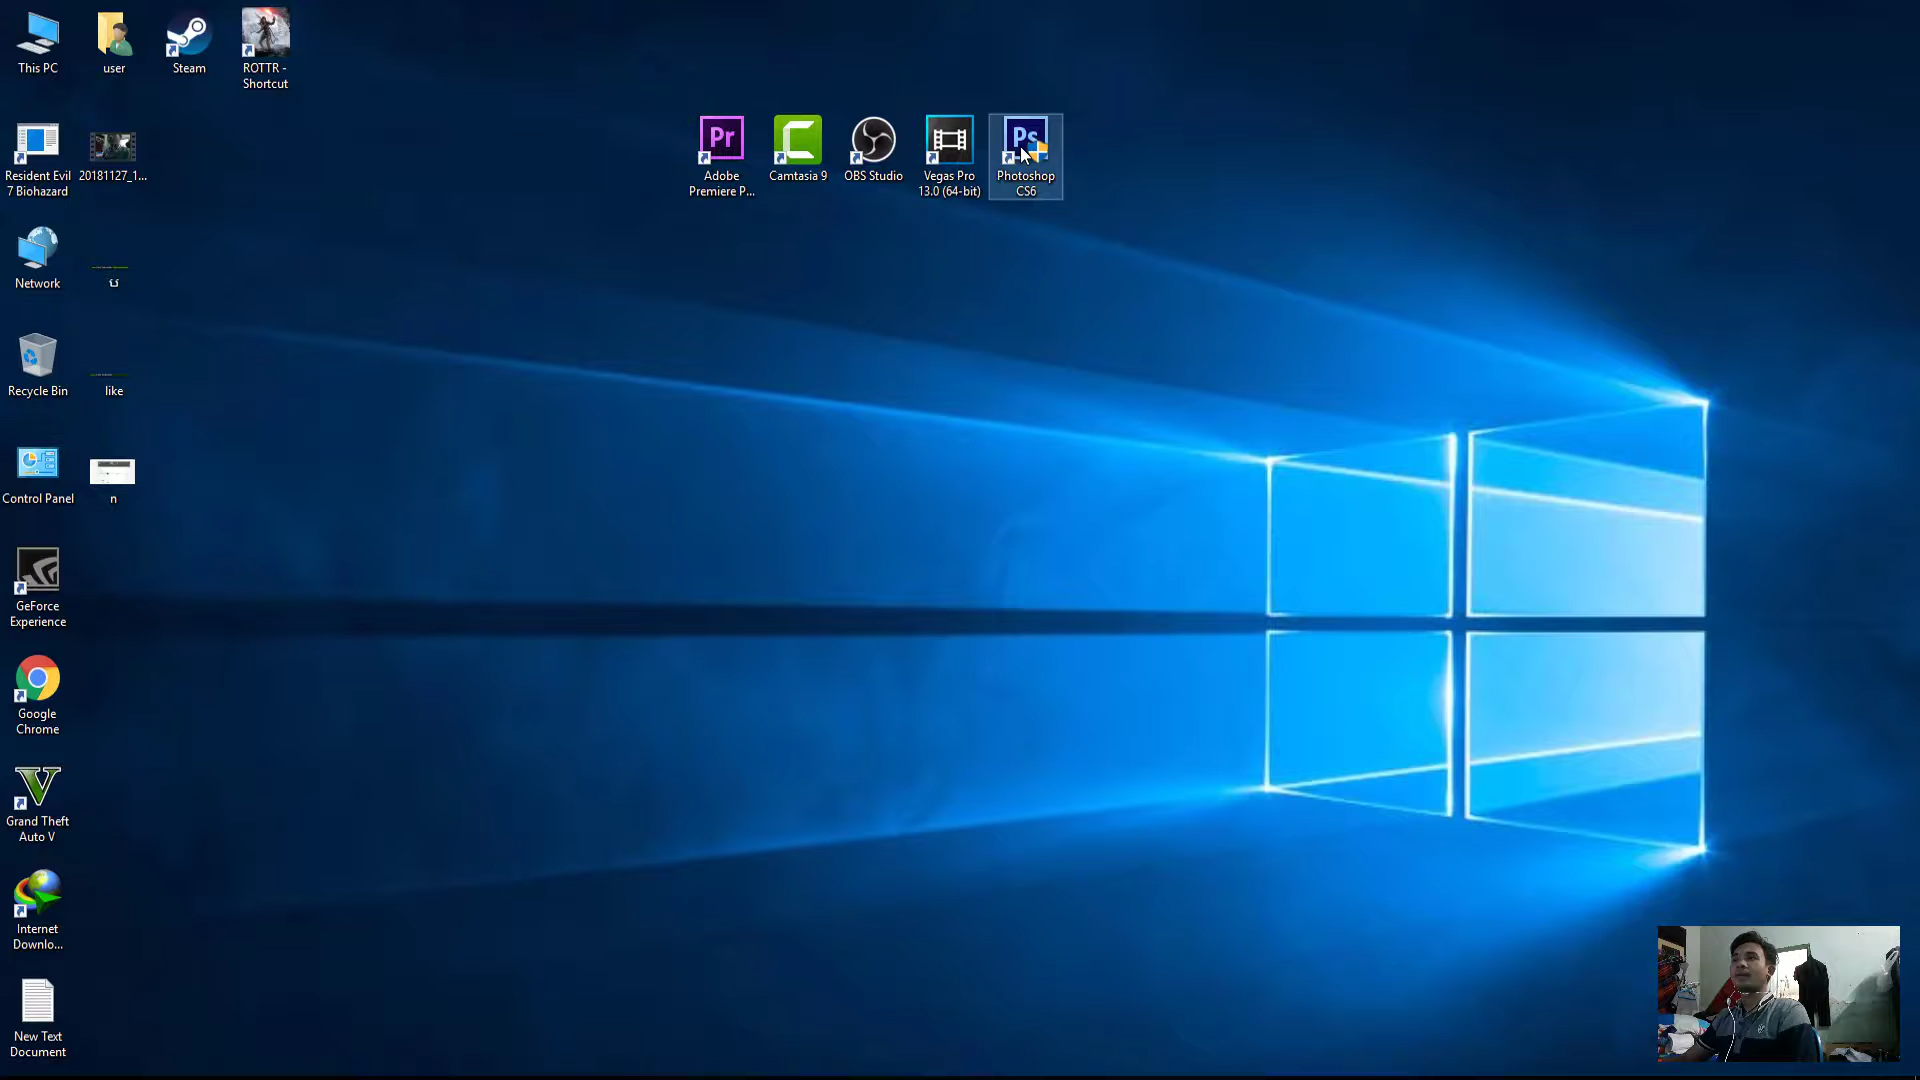 This PC
user
Steam
ROTTR -
Shortcut
Pr
Adobe
Premiere P...
Camtasia 9
OBS Studio
Vegas Pro
13.0 (64-bit)
Ps
Photoshop
CS6
Resident Evil
7 Biohazard
20181127_1...
Network
Recycle Bin
like
Control Panel
n
GeForce
Experience
Google
Chrome
V
Grand Theft
Auto V
Internet
Downlo...
New Text
Document